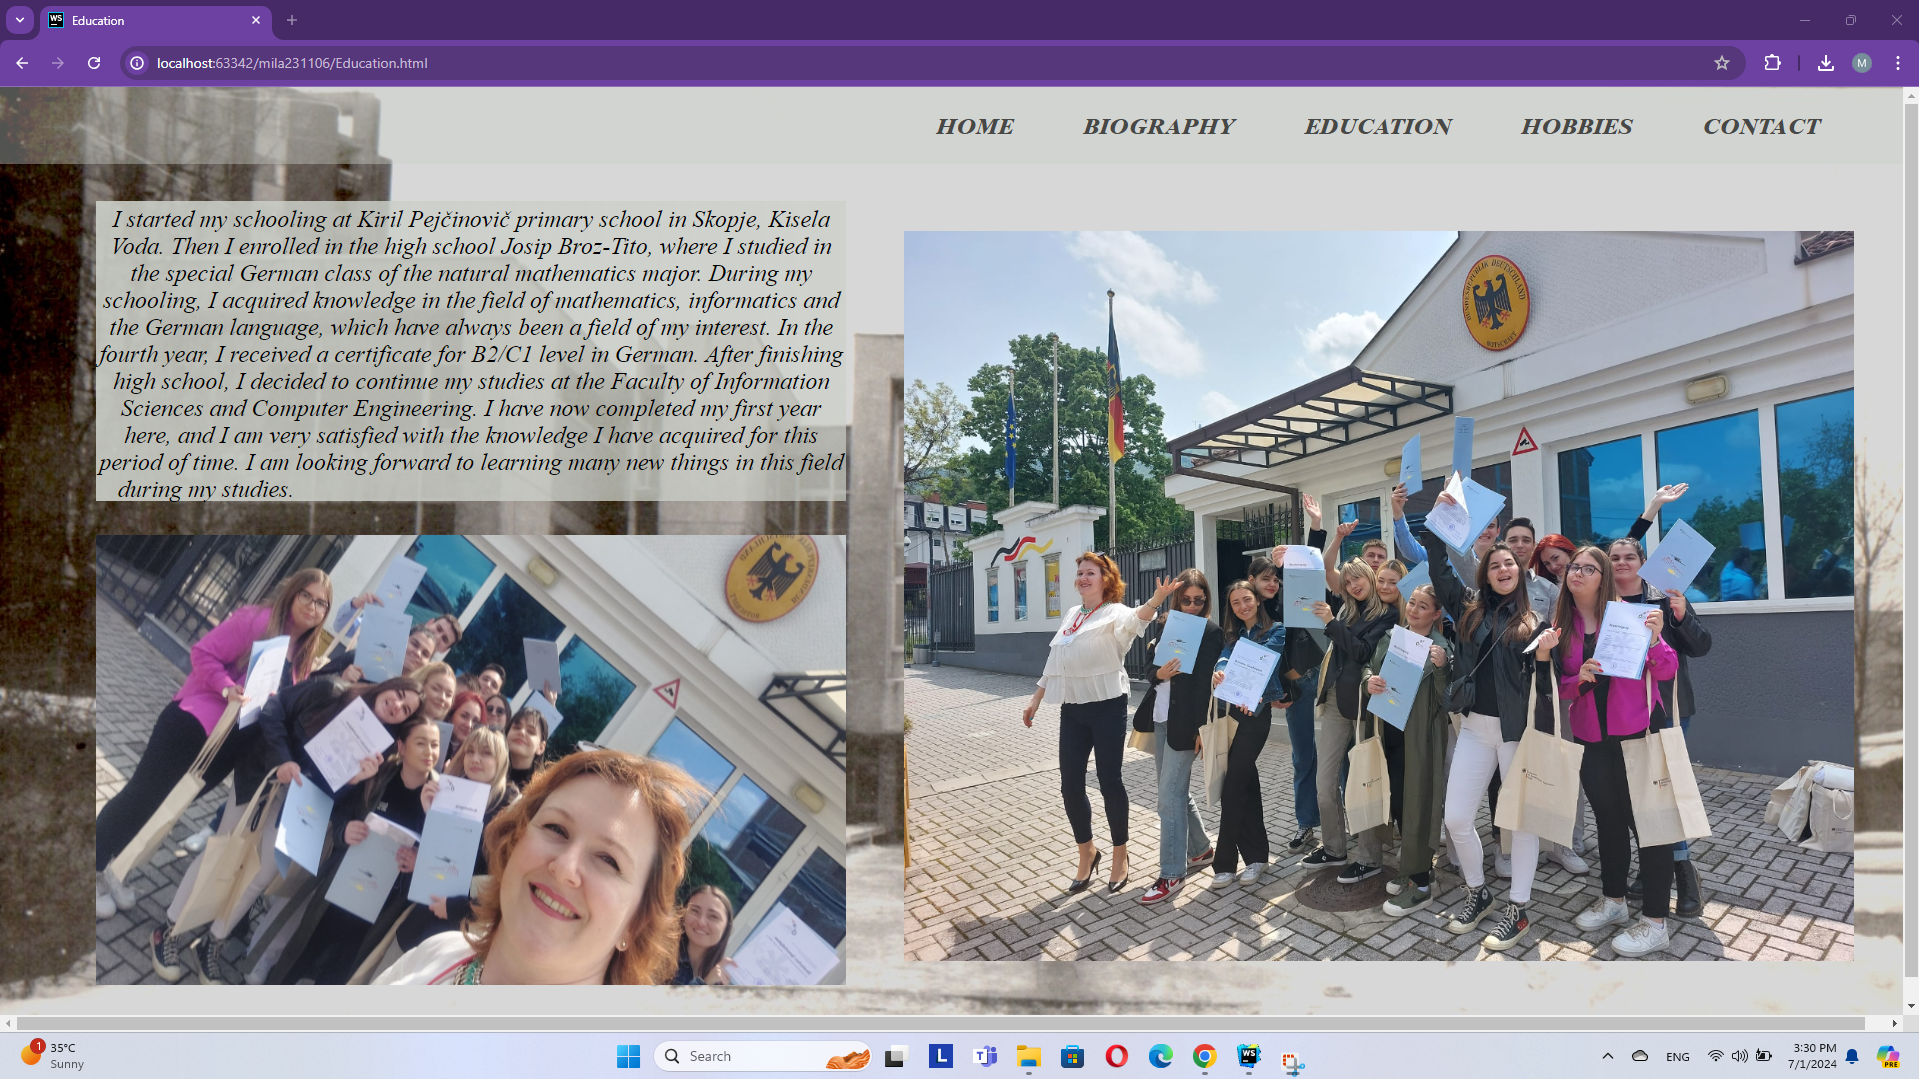 Education
localhost:63342/mila231106/Education.html
M
HOME BIOGRAPHY EDUCATION HOBBIES CONTACT
I started my schooling at Kiril Pejčinovič primary school in Skopje, Kisela
Voda. Then I enrolled in the high school Josip Broz-Tito, where I studied in
the special German class of the natural mathematics major. During my
schooling, I acquired knowledge in the field of mathematics, informatics and
the German language, which have always been a field of my interest. In the
fourth year, I received a certificate for B2/C1 level in German. After finishing
high school, I decided to continue my studies at the Faculty of Information
Sciences and Computer Engineering. I have now completed my first year
here, and I am very satisfied with the knowledge I have acquired for this
period of time. I am looking forward to learning many new things in this field
during my studies.
BUNDESREPUBLIK DEUTSCHLAND
BOTSCHAFT
1
35°C
Sunny
Search
L
WS
ENG
3:30 PM
7/1/2024
PRE